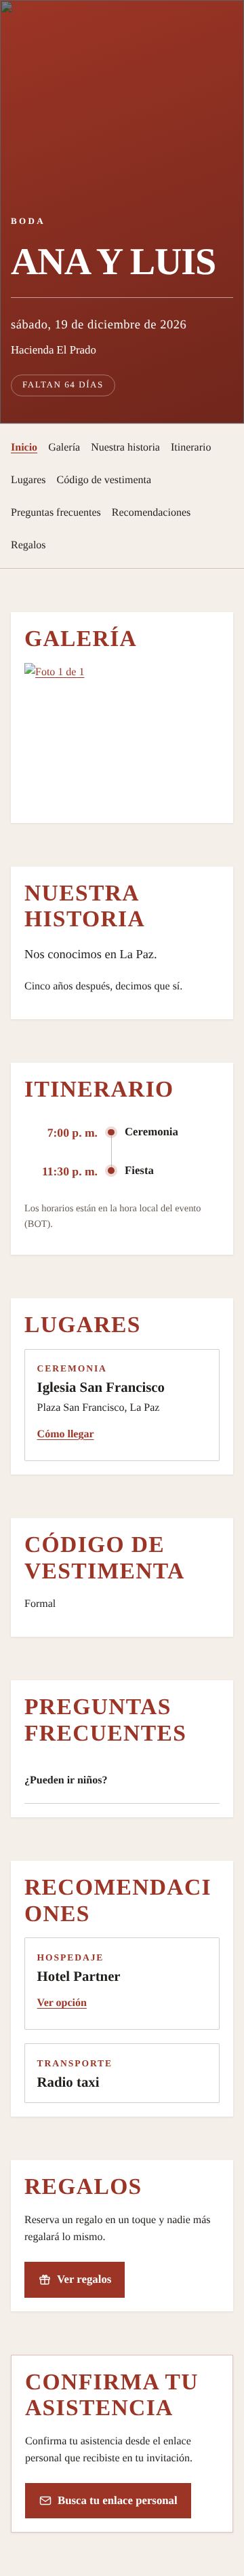 BODA
ANA Y LUIS
sábado, 19 de diciembre de 2026
Hacienda El Prado
FALTAN 64 DÍAS
Inicio Galería Nuestra historia Itinerario
Lugares Código de vestimenta
Preguntas frecuentes Recomendaciones
Regalos
GALERÍA
Foto 1 de 1
NUESTRA
HISTORIA
Nos conocimos en La Paz.
Cinco años después, decimos que sí.
ITINERARIO
7:00 p. m. Ceremonia
11:30 p. m. Fiesta
Los horarios están en la hora local del evento
(BOT).
LUGARES
CEREMONIA
Iglesia San Francisco
Plaza San Francisco, La Paz
Cómo llegar
CÓDIGO DE
VESTIMENTA
Formal
PREGUNTAS
FRECUENTES
¿Pueden ir niños?
RECOMENDACI
ONES
HOSPEDAJE
Hotel Partner
Ver opción
TRANSPORTE
Radio taxi
REGALOS
Reserva un regalo en un toque y nadie más
regalará lo mismo.
Ver regalos
CONFIRMA TU
ASISTENCIA
Confirma tu asistencia desde el enlace
personal que recibiste en tu invitación.
Busca tu enlace personal